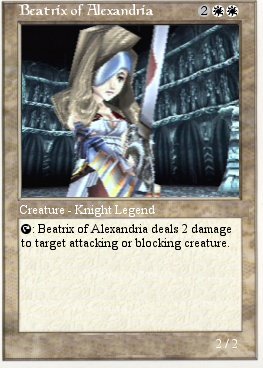 Beatrix of Alexandria 2
Creature - Knight Legend
: Beatrix of Alexandria deals 2 damage
to target attacking or blocking creature.
2/2